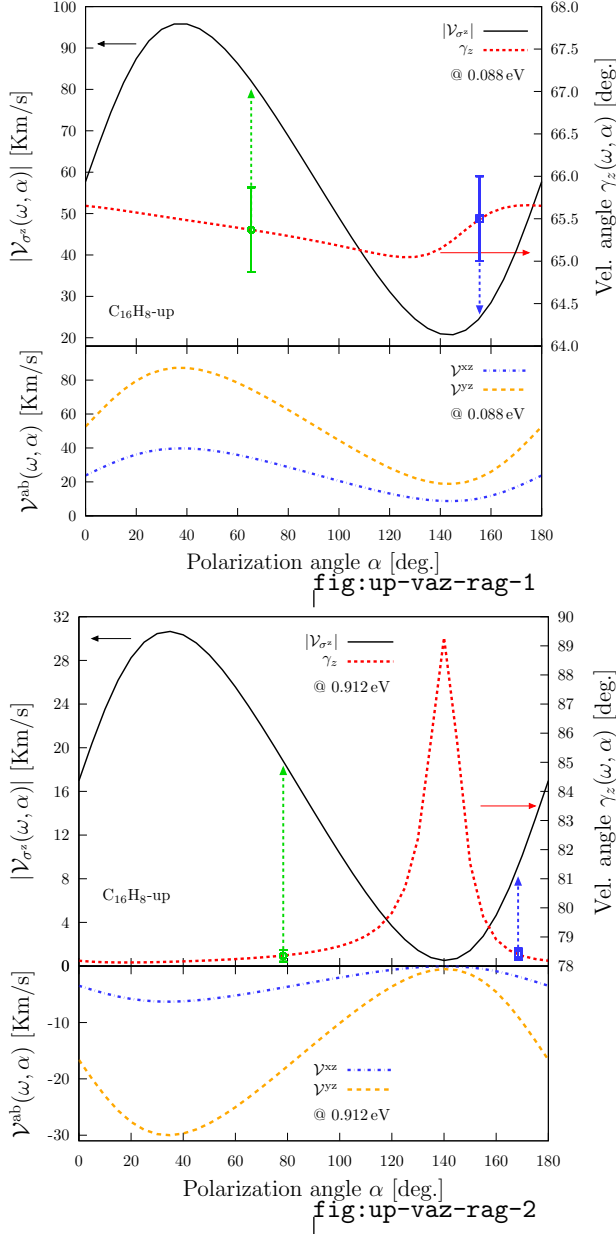 100
90
80
70
60
50
40
30
20
|𝒱σᶻ(ω, α)| [Km/s]
|𝒱σᶻ|
γz
@ 0.088 eV
C₁₆H₈-up
68.0
67.5
67.0
66.5
66.0
65.5
65.0
64.5
64.0
Vel. angle γz(ω, α) [deg.]
80
60
40
20
0
𝒱ᵃᵇ(ω, α) [Km/s]
𝒱ˣᶻ
𝒱ʸᶻ
@ 0.088 eV
0 20 40 60 80 100 120 140 160 180
Polarization angle α [deg.]
fig:up-vaz-rag-1
32
28
24
20
16
12
8
4
0
|𝒱σᶻ(ω, α)| [Km/s]
|𝒱σᶻ|
γz
@ 0.912 eV
C₁₆H₈-up
90
89
88
87
86
85
84
83
82
81
80
79
78
Vel. angle γz(ω, α) [deg.]
-10
-20
-30
𝒱ᵃᵇ(ω, α) [Km/s]
𝒱ˣᶻ
𝒱ʸᶻ
@ 0.912 eV
0 20 40 60 80 100 120 140 160 180
Polarization angle α [deg.]
fig:up-vaz-rag-2